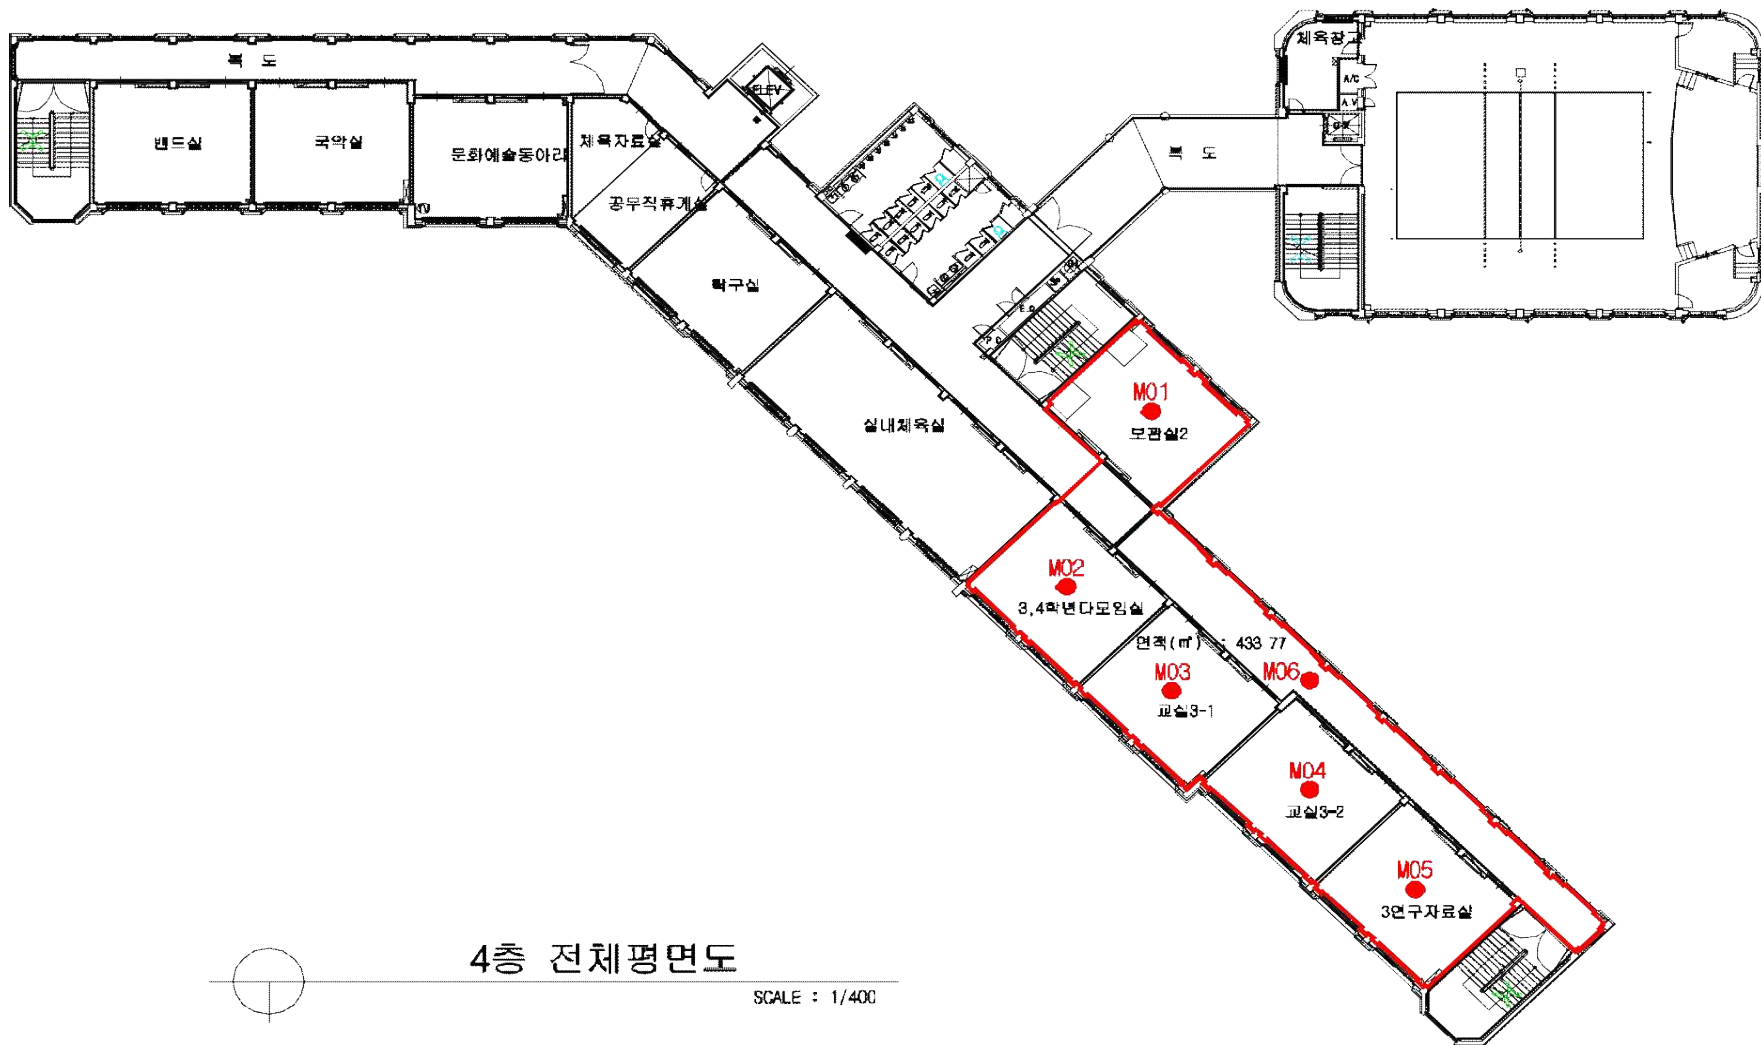 체육창고
복 도
ELEV
A/C
A.V
밴드실
국악실
문화예술동아리
체육자료실
복 도
공무직휴게실
탁구실
E.D
P.D
M01
보관실2
실내체육실
M02
3,4학년다모임실
면적(㎡) : 433.77
M03
교실3-1
M06
M04
교실3-2
M05
3연구자료실
4층 전체평면도
SCALE : 1/400